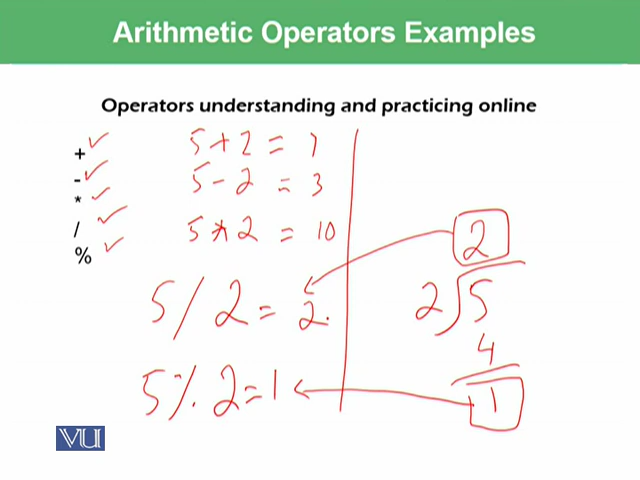 Arithmetic Operators Examples
Operators understanding and practicing online
+
-
*
/
%
5 + 2 = 7
5 - 2 = 3
5 * 2 = 10
5 / 2 = 2.
5 % 2 = 1
2
2 5
4
1
VU